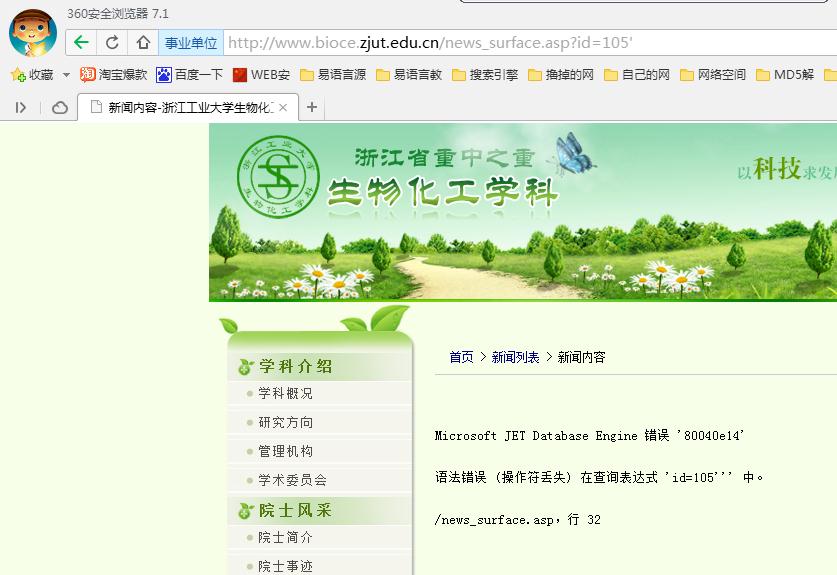 360安全浏览器 7.1
事业单位 http://www.bioce.zjut.edu.cn/news_surface.asp?id=105'
收藏 淘宝爆款 百度一下 WEB安 易语言源 易语言教 搜索引擎 撸掉的网 自己的网 网络空间 MD5解
新闻内容-浙江工业大学生物化工
浙江工业大学
生物化工学科
浙江省重中之重
生物化工学科
以科技求发展
首页 > 新闻列表 > 新闻内容
学科介绍
学科概况
研究方向
管理机构
学术委员会
院士风采
院士简介
院士事迹
Microsoft JET Database Engine 错误 '80040e14'
语法错误 (操作符丢失) 在查询表达式 'id=105''' 中。
/news_surface.asp，行 32